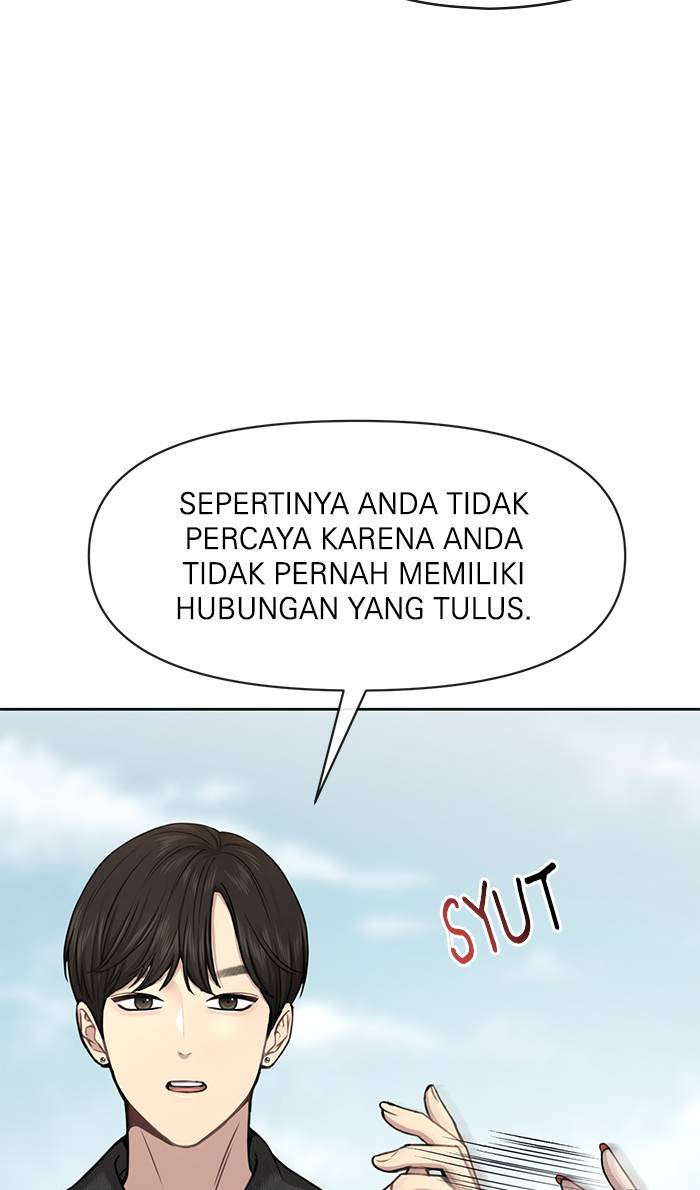 SEPERTINYA ANDA TIDAK
PERCAYA KARENA ANDA
TIDAK PERNAH MEMILIKI
HUBUNGAN YANG TULUS.
SYUT